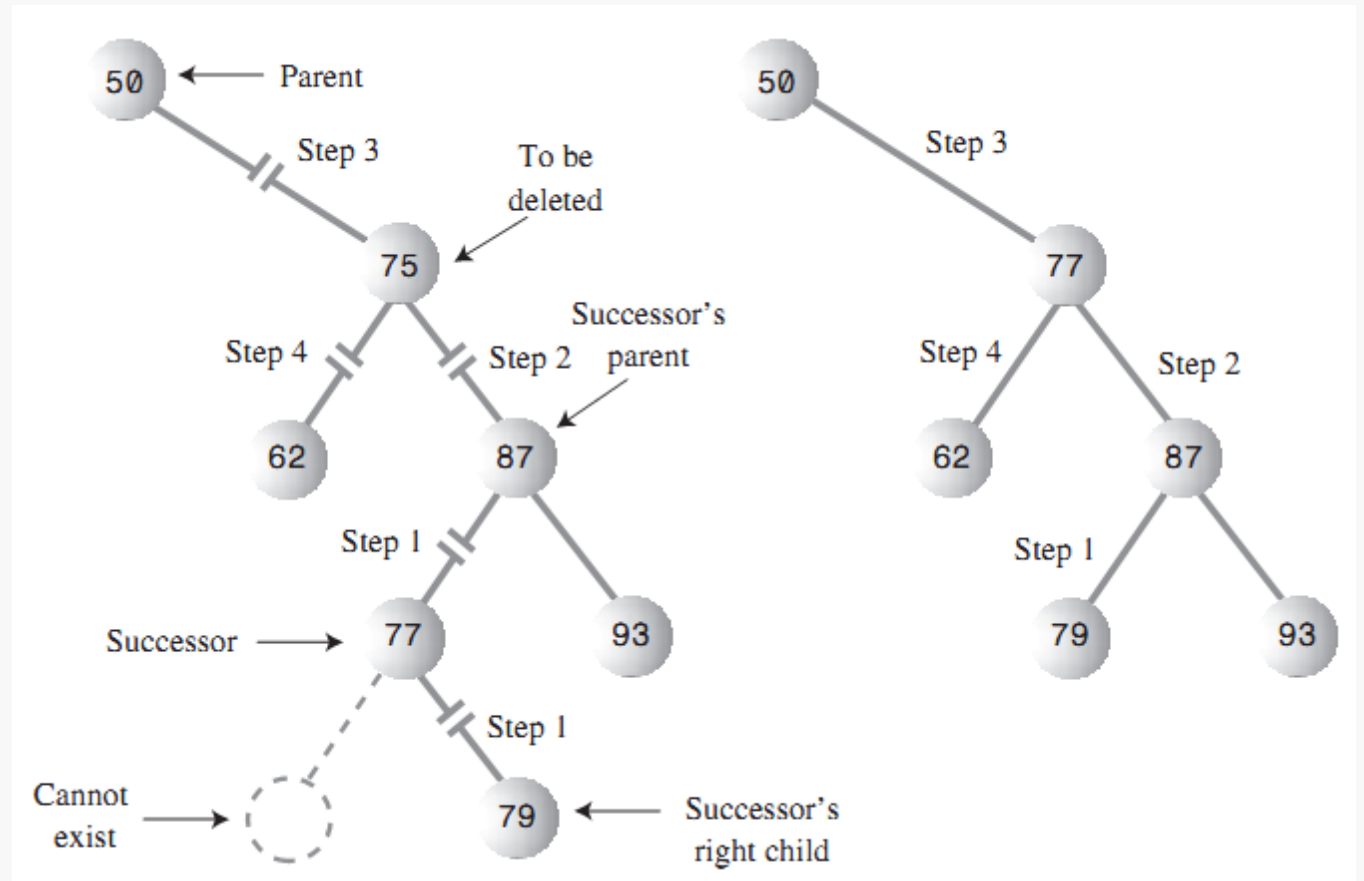 50
Parent
Step 3
To be
deleted
75
Step 4
Step 2
Successor's
parent
62
87
Step 1
Successor
77
93
Step 1
Cannot
exist
79
Successor's
right child
50
Step 3
77
Step 4
Step 2
62
87
Step 1
79
93